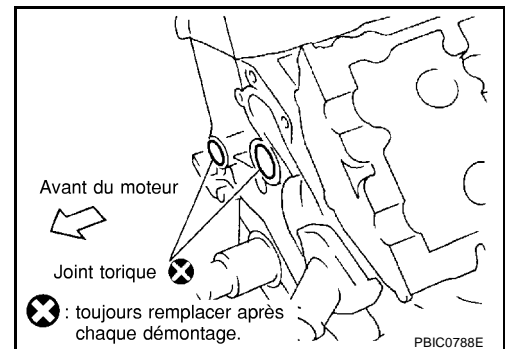 Avant du moteur
Joint torique
: toujours remplacer après
chaque démontage.
PBIC0788E